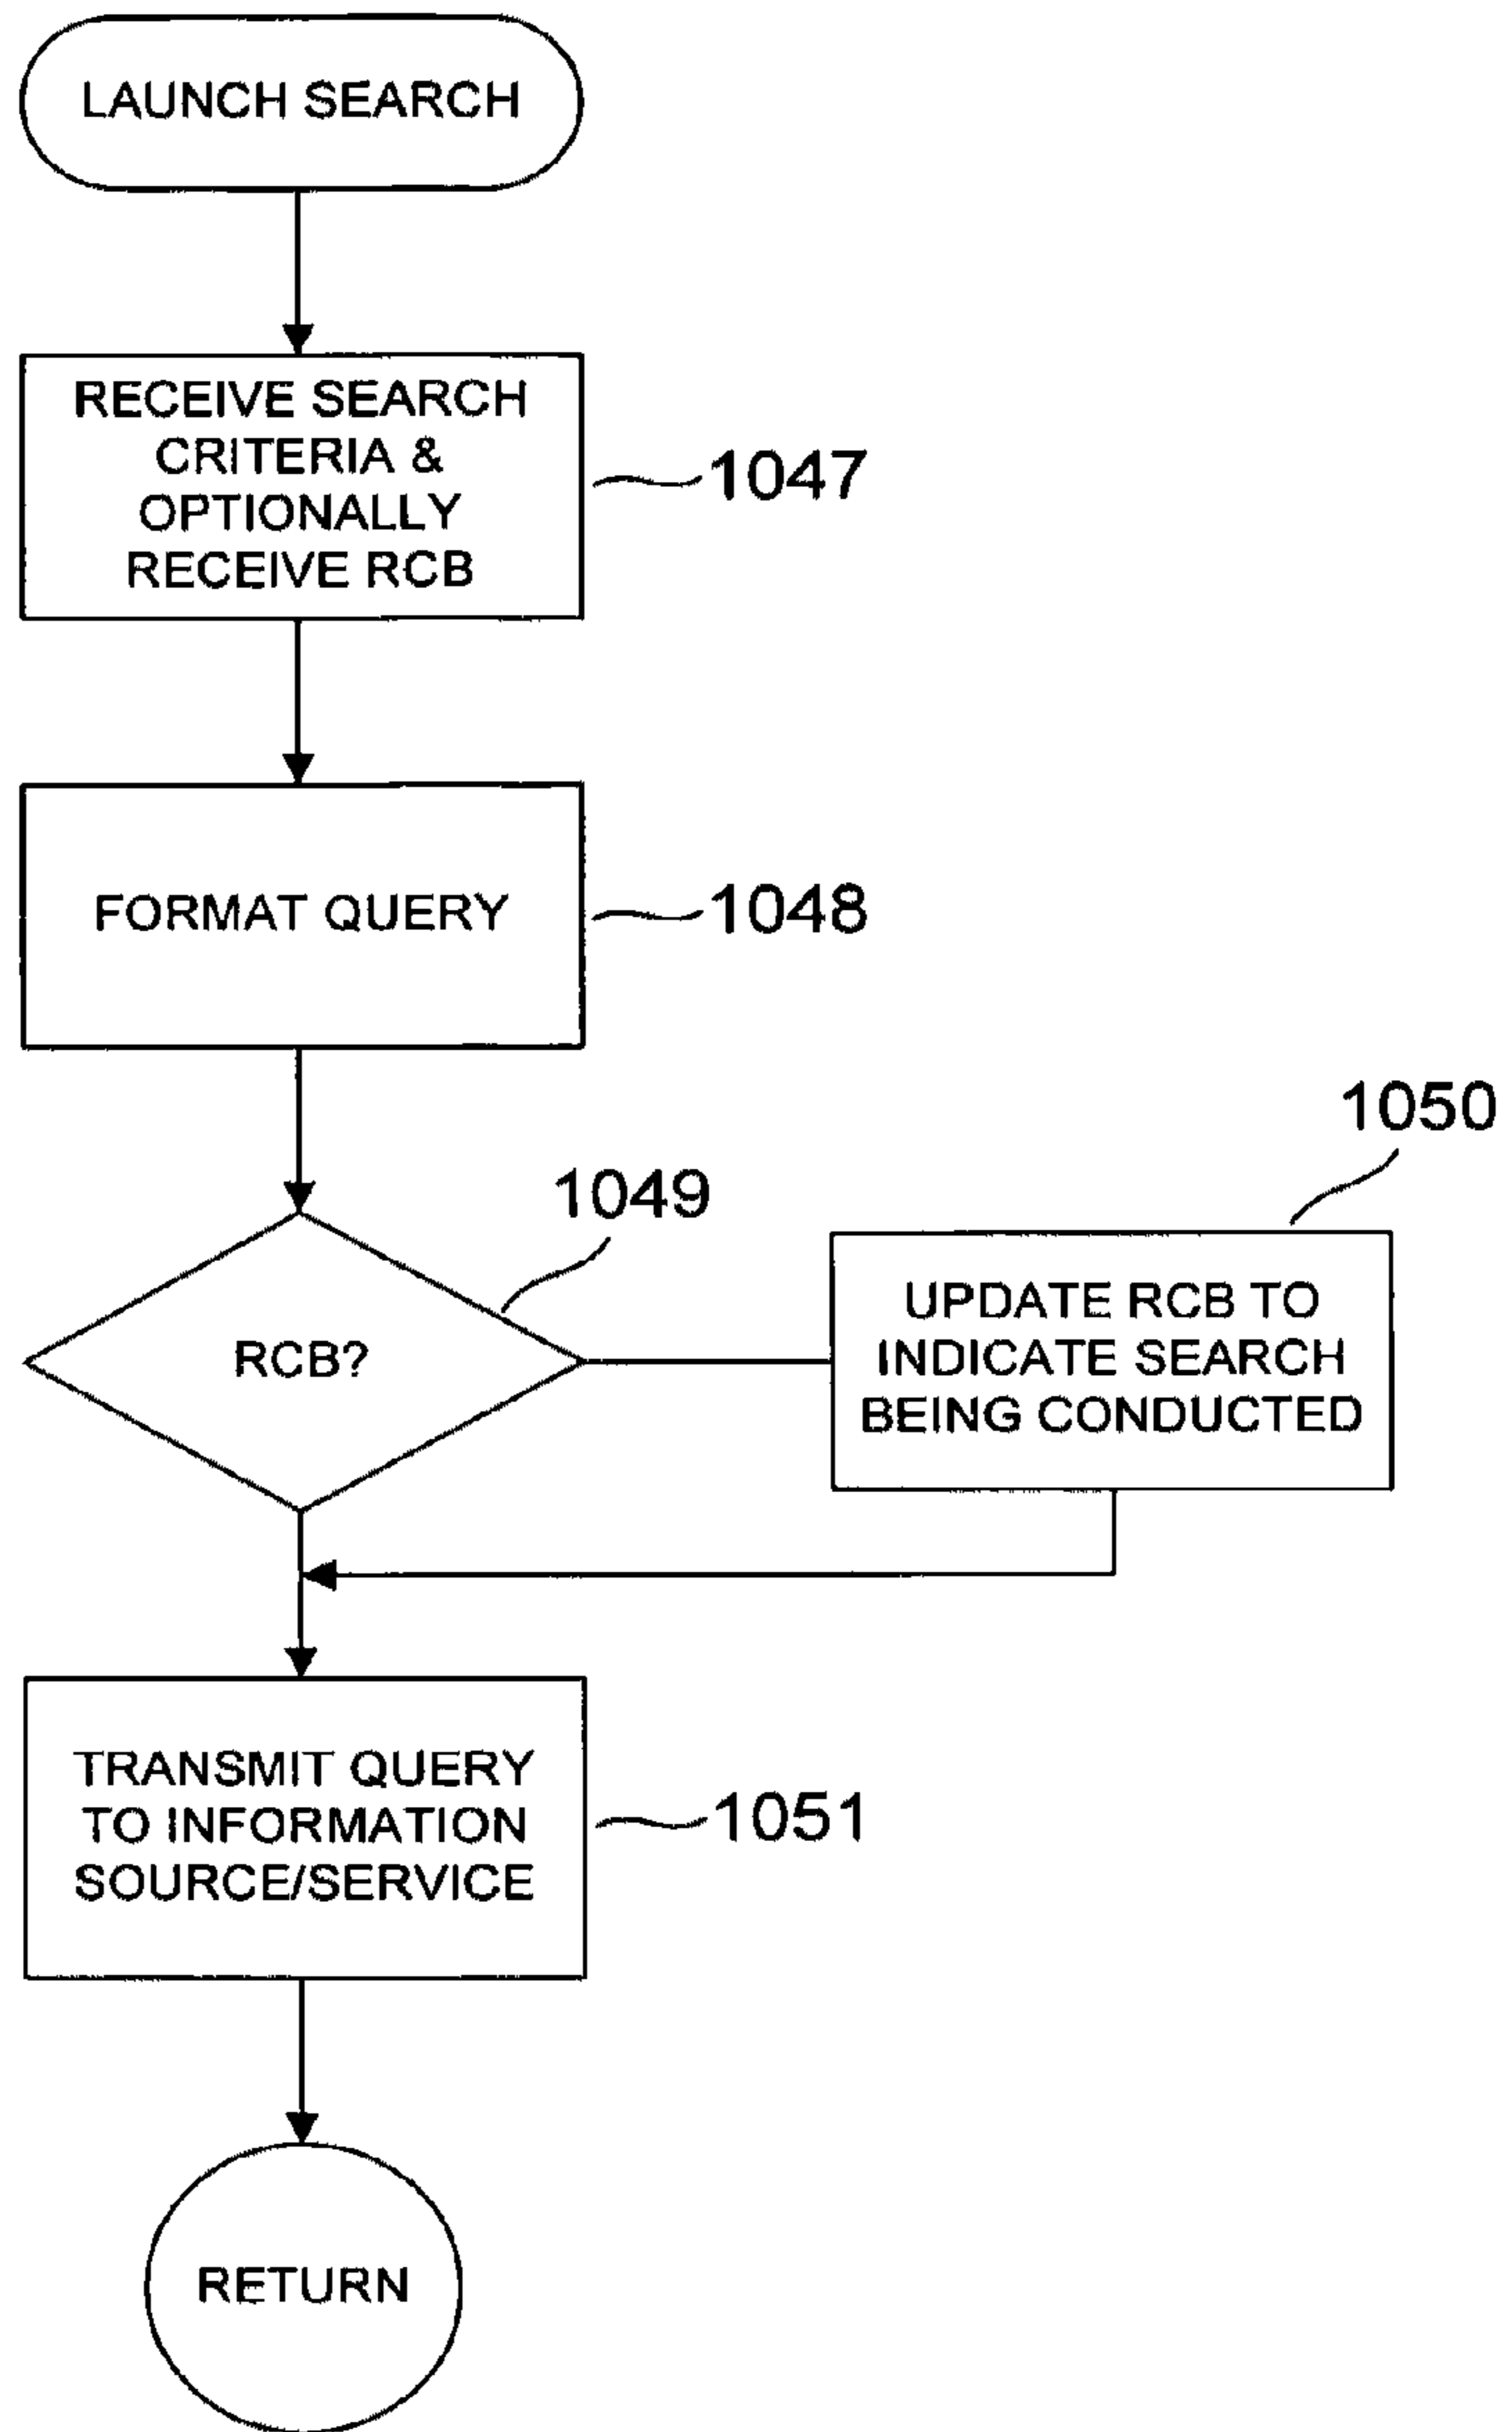 LAUNCH SEARCH
RECEIVE SEARCH
CRITERIA &
OPTIONALLY
RECEIVE RCB
1047
FORMAT QUERY
1048
1049
RCB?
1050
UPDATE RCB TO
INDICATE SEARCH
BEING CONDUCTED
TRANSMIT QUERY
TO INFORMATION
SOURCE/SERVICE
1051
RETURN